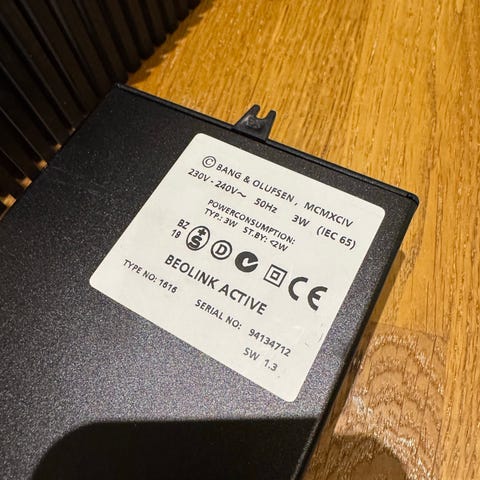 © BANG & OLUFSEN, MCMXCIV
230V - 240V~ 50Hz 3W (IEC 65)
POWERCONSUMPTION:
TYP.: 3W ST.BY: <2W
BZ
19
S D CE
BEOLINK ACTIVE
TYPE NO: 1616
SERIAL NO: 94134712
SW 1.3